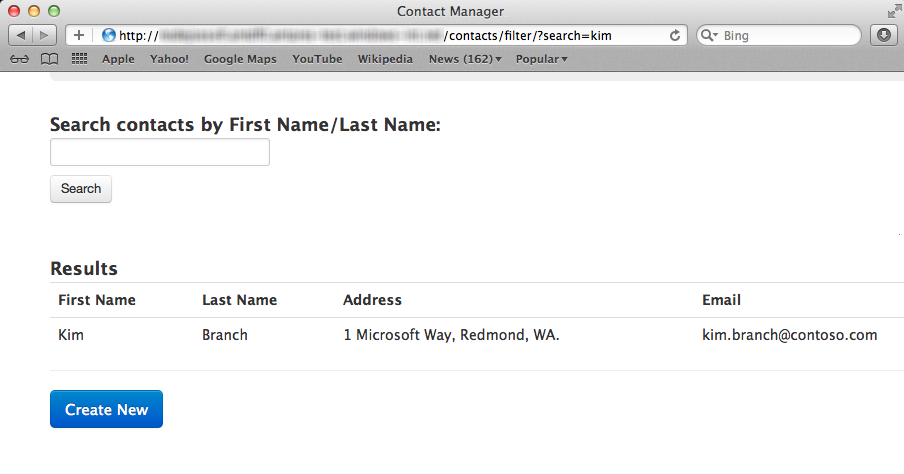 Contact Manager
http:// /contacts/filter/?search=kim
Bing
Apple Yahoo! Google Maps YouTube Wikipedia News (162) Popular
Search contacts by First Name/Last Name:
Search
Results
First Name Last Name Address Email
Kim Branch 1 Microsoft Way, Redmond, WA. kim.branch@contoso.com
Create New